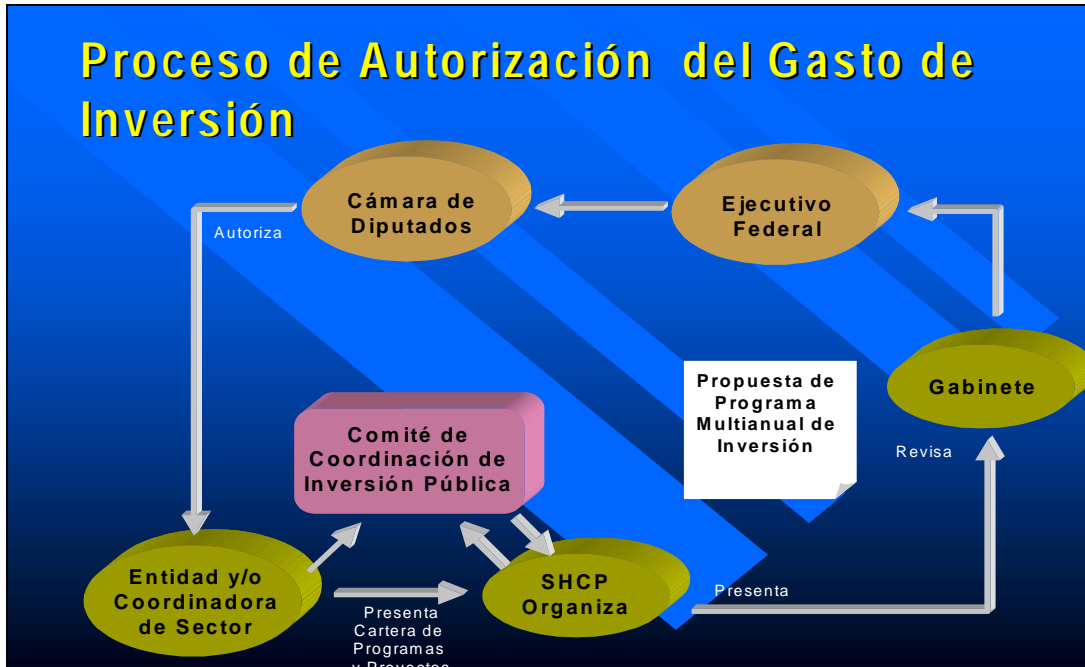 Proceso de Autorización del Gasto de
Inversión
Cámara de
Diputados
Ejecutivo
Federal
Autoriza
Propuesta de
Programa
Multianual de
Inversión
Gabinete
Revisa
Comité de
Coordinación de
Inversión Pública
Entidad y/o
Coordinadora
de Sector
SHCP
Organiza
Presenta
Presenta
Cartera de
Programas
y Proyectos